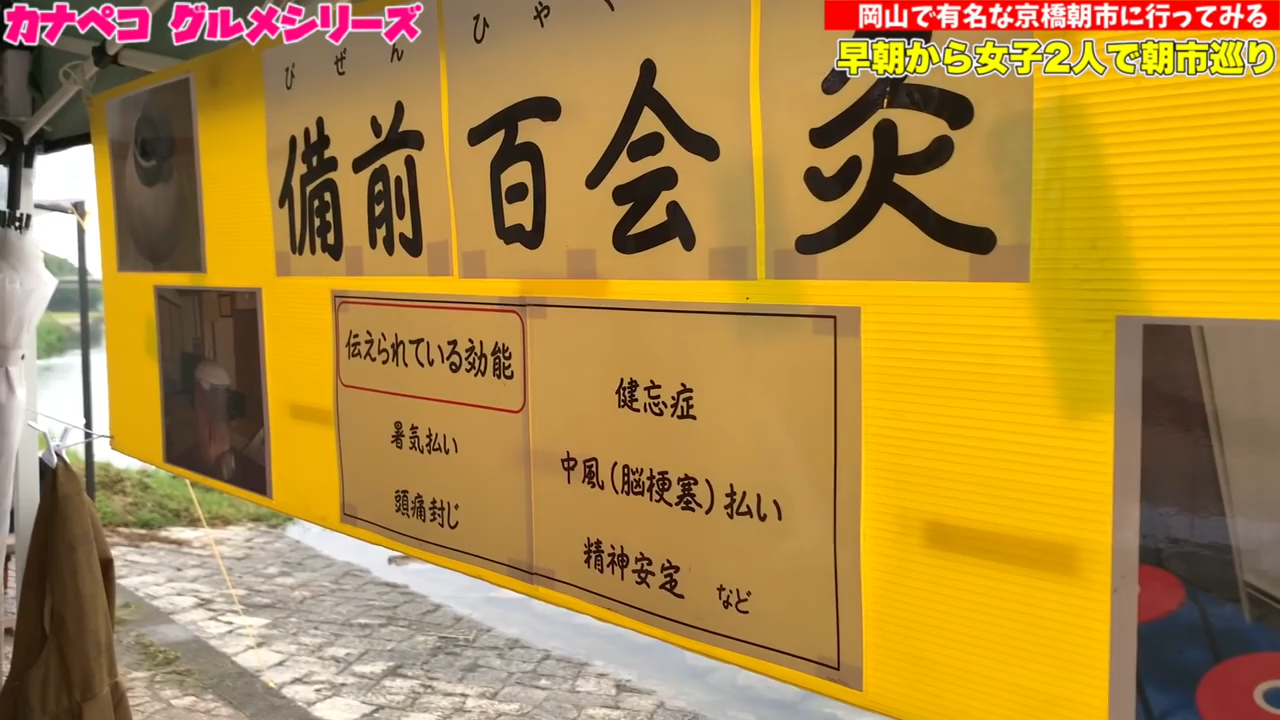 カナペコ グルメシリーズ
岡山で有名な京橋朝市に行ってみる
早朝から女子2人で朝市巡り
びぜん
ひや
備前百会灸
伝えられている効能
暑気払い
頭痛封じ
健忘症
中風(脳梗塞)払い
精神安定 など